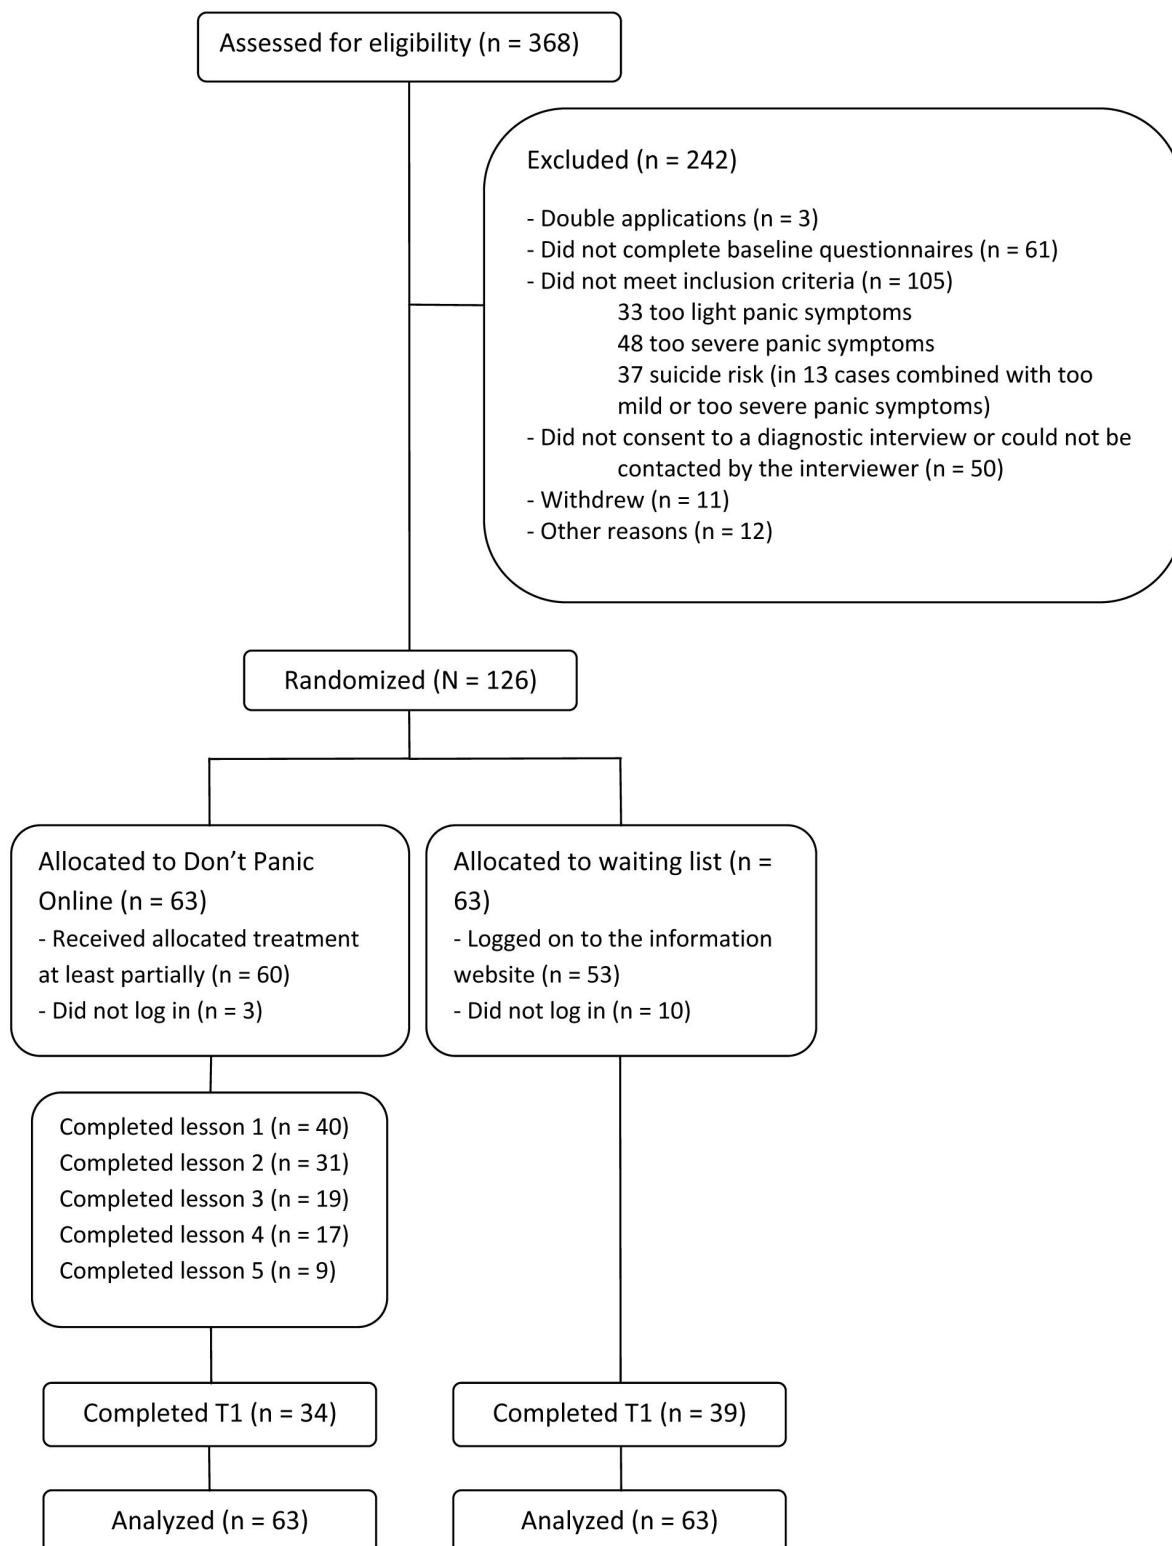 Assessed for eligibility (n = 368)
Excluded (n = 242)
- Double applications (n = 3)
- Did not complete baseline questionnaires (n = 61)
- Did not meet inclusion criteria (n = 105)
33 too light panic symptoms
48 too severe panic symptoms
37 suicide risk (in 13 cases combined with too
mild or too severe panic symptoms)
- Did not consent to a diagnostic interview or could not be
contacted by the interviewer (n = 50)
- Withdrew (n = 11)
- Other reasons (n = 12)
Randomized (N = 126)
Allocated to Don’t Panic
Online (n = 63)
- Received allocated treatment
at least partially (n = 60)
- Did not log in (n = 3)
Allocated to waiting list (n =
63)
- Logged on to the information
website (n = 53)
- Did not log in (n = 10)
Completed lesson 1 (n = 40)
Completed lesson 2 (n = 31)
Completed lesson 3 (n = 19)
Completed lesson 4 (n = 17)
Completed lesson 5 (n = 9)
Completed T1 (n = 34)
Completed T1 (n = 39)
Analyzed (n = 63)
Analyzed (n = 63)